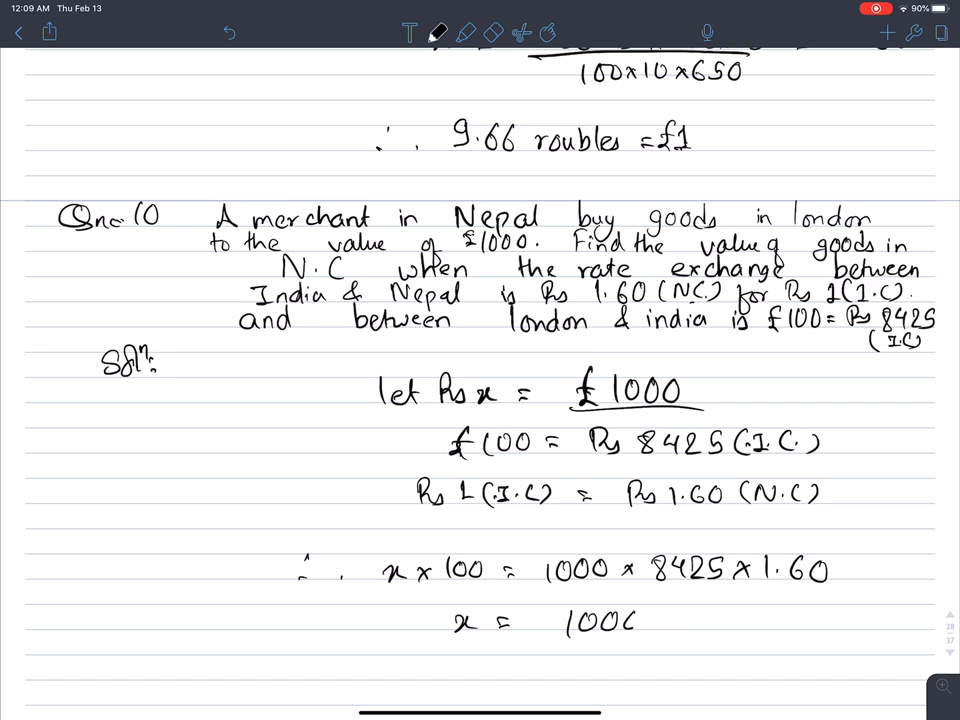 12:09 AM Thu Feb 13
90%
100×10×650
∴ 9.66 roubles = £1
Qno-10 A merchant in Nepal buy goods in london
to the value of £1000. Find the value of goods in
N.C when the rate exchange between
India & Nepal is Rs 1.60 (N.C.) for Rs 1 (I.C).
and between london & india is £100 = Rs 8425
(I.C)
Solⁿ:
let Rs x = £1000
£100 = Rs 8425 (.I.C.)
Rs 1 (.I.C) = Rs 1.60 (N.C)
∴ x × 100 = 1000 × 8425 × 1.60
x = 100
28
37